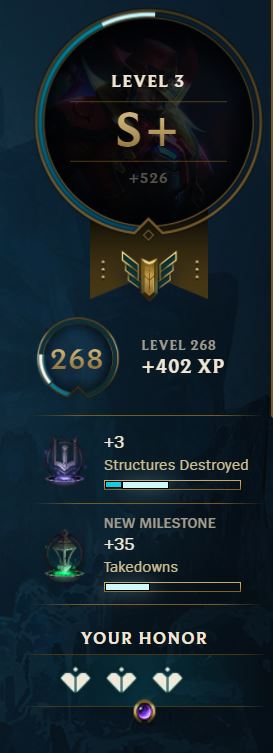 LEVEL 3
S+
+526
268
LEVEL 268
+402 XP
+3
Structures Destroyed
NEW MILESTONE
+35
Takedowns
YOUR HONOR